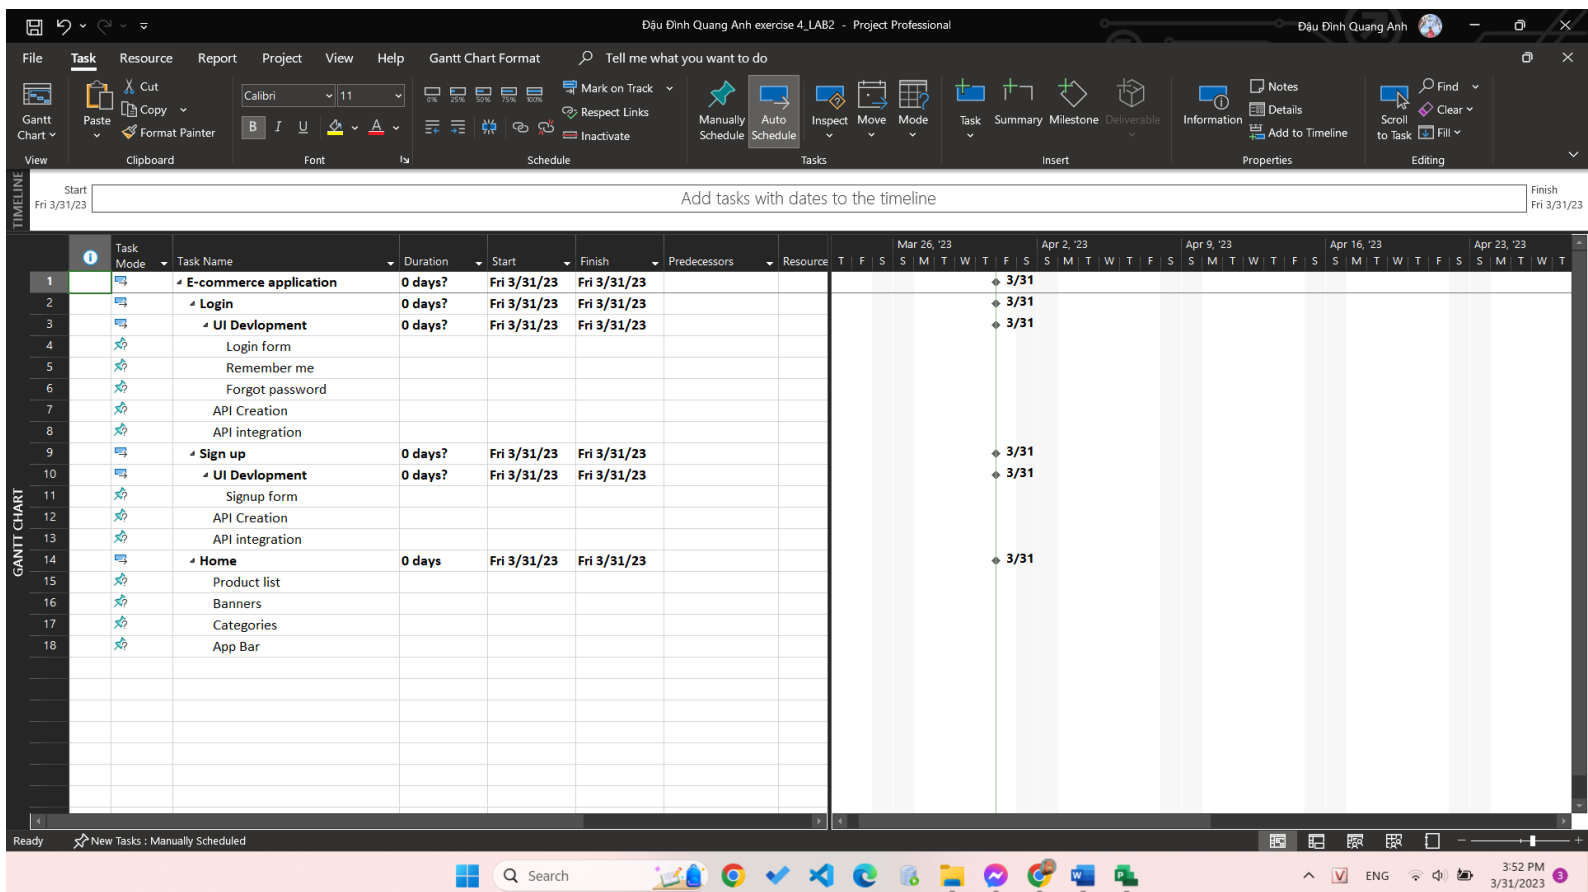 Đậu Đình Quang Anh exercise 4_LAB2 - Project Professional
Đậu Đình Quang Anh
File Task Resource Report Project View Help Gantt Chart Format Tell me what you want to do
Gantt Chart
View
Paste
Cut
Copy
Format Painter
Clipboard
Calibri 11
B I U A
Font
0% 25% 50% 75% 100%
Mark on Track
Respect Links
Inactivate
Schedule
Manually Schedule
Auto Schedule
Inspect Move Mode
Tasks
Task Summary Milestone Deliverable
Insert
Information
Notes
Details
Add to Timeline
Properties
Scroll to Task
Find
Clear
Fill
Editing
TIMELINE
Start
Fri 3/31/23
Add tasks with dates to the timeline
Finish
Fri 3/31/23
GANTT CHART
Task Mode Task Name Duration Start Finish Predecessors Resource
Mar 26, '23 Apr 2, '23 Apr 9, '23 Apr 16, '23 Apr 23, '23
T F S S M T W T F S S M T W T F S S M T W T F S S M T W T F S S M T W T
1 E-commerce application 0 days? Fri 3/31/23 Fri 3/31/23 3/31
2 Login 0 days? Fri 3/31/23 Fri 3/31/23 3/31
3 UI Devlopment 0 days? Fri 3/31/23 Fri 3/31/23 3/31
4 Login form
5 Remember me
6 Forgot password
7 API Creation
8 API integration
9 Sign up 0 days? Fri 3/31/23 Fri 3/31/23 3/31
10 UI Devlopment 0 days? Fri 3/31/23 Fri 3/31/23 3/31
11 Signup form
12 API Creation
13 API integration
14 Home 0 days Fri 3/31/23 Fri 3/31/23 3/31
15 Product list
16 Banners
17 Categories
18 App Bar
Ready New Tasks : Manually Scheduled
Search
V ENG
3:52 PM
3/31/2023
3